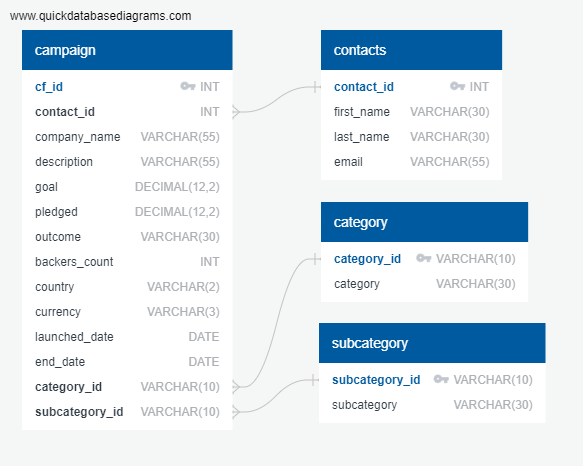 www.quickdatabasediagrams.com
campaign
cf_id INT
contact_id INT
company_name VARCHAR(55)
description VARCHAR(55)
goal DECIMAL(12,2)
pledged DECIMAL(12,2)
outcome VARCHAR(30)
backers_count INT
country VARCHAR(2)
currency VARCHAR(3)
launched_date DATE
end_date DATE
category_id VARCHAR(10)
subcategory_id VARCHAR(10)
contacts
contact_id INT
first_name VARCHAR(30)
last_name VARCHAR(30)
email VARCHAR(55)
category
category_id VARCHAR(10)
category VARCHAR(30)
subcategory
subcategory_id VARCHAR(10)
subcategory VARCHAR(30)